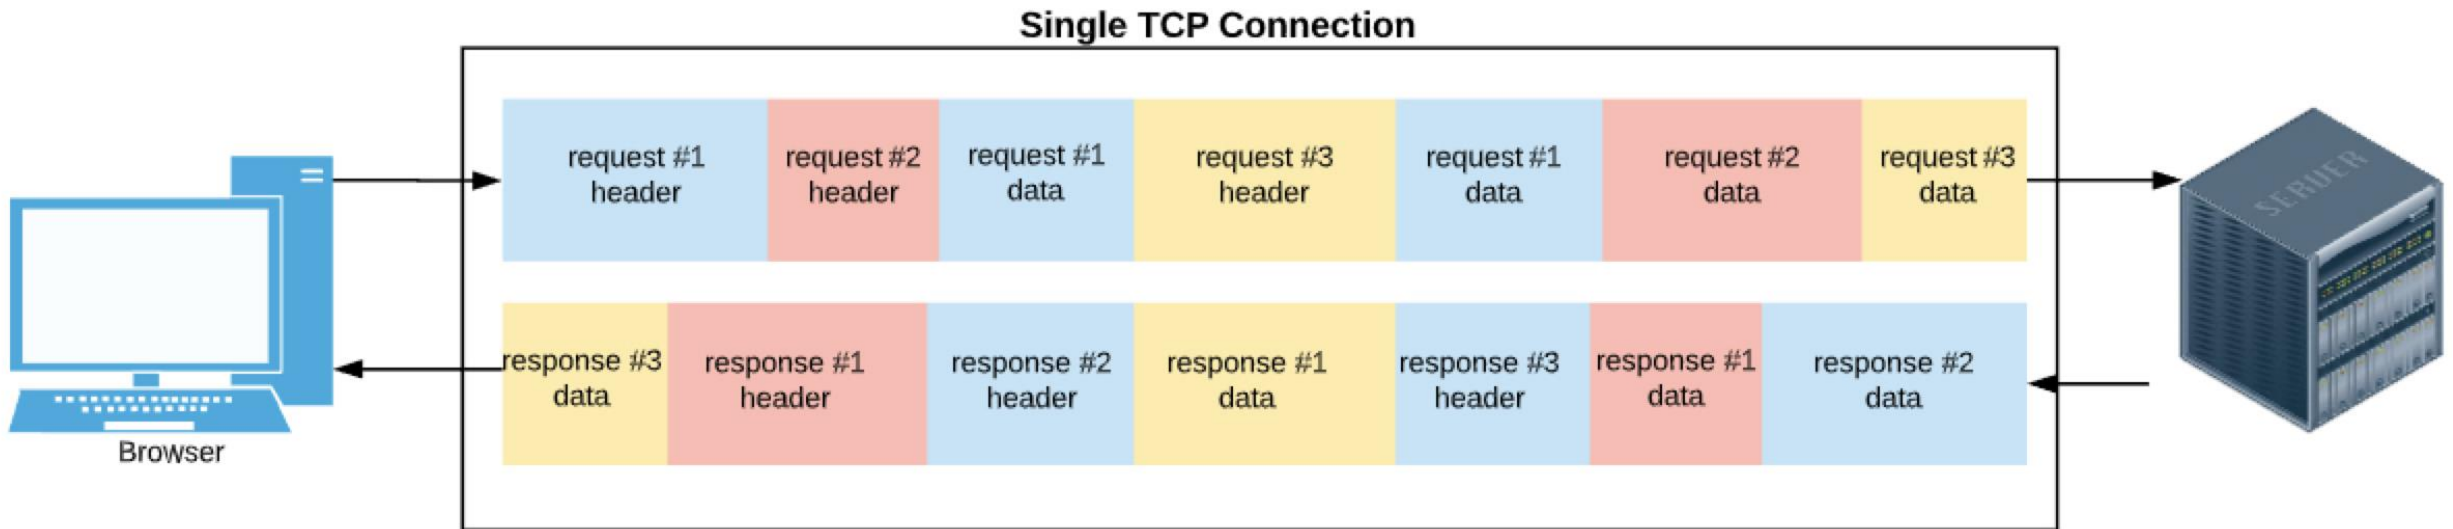 Single TCP Connection
request #1
header
request #2
header
request #1
data
request #3
header
request #1
data
request #2
data
request #3
data
SERVER
response #3
data
response #1
header
response #2
header
response #1
data
response #3
header
response #1
data
response #2
data
Browser